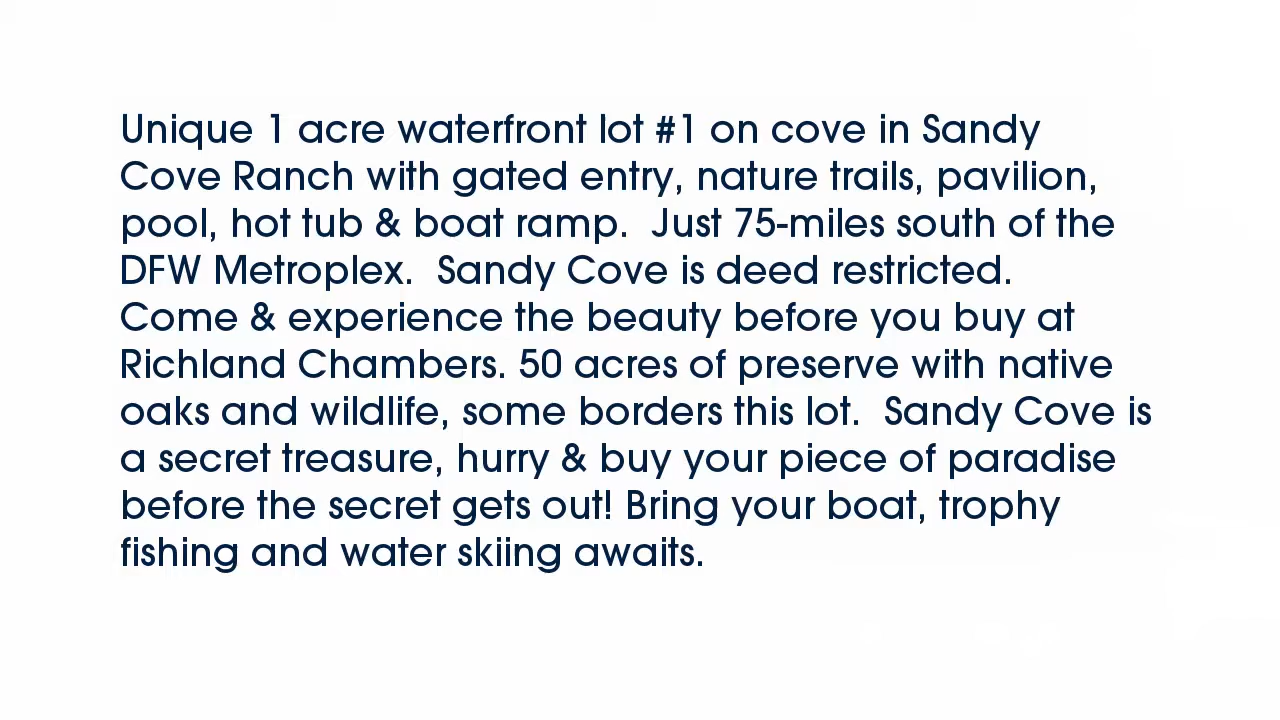 Unique 1 acre waterfront lot #1 on cove in Sandy
Cove Ranch with gated entry, nature trails, pavilion,
pool, hot tub & boat ramp.  Just 75-miles south of the
DFW Metroplex.  Sandy Cove is deed restricted.
Come & experience the beauty before you buy at
Richland Chambers. 50 acres of preserve with native
oaks and wildlife, some borders this lot.  Sandy Cove is
a secret treasure, hurry & buy your piece of paradise
before the secret gets out! Bring your boat, trophy
fishing and water skiing awaits.